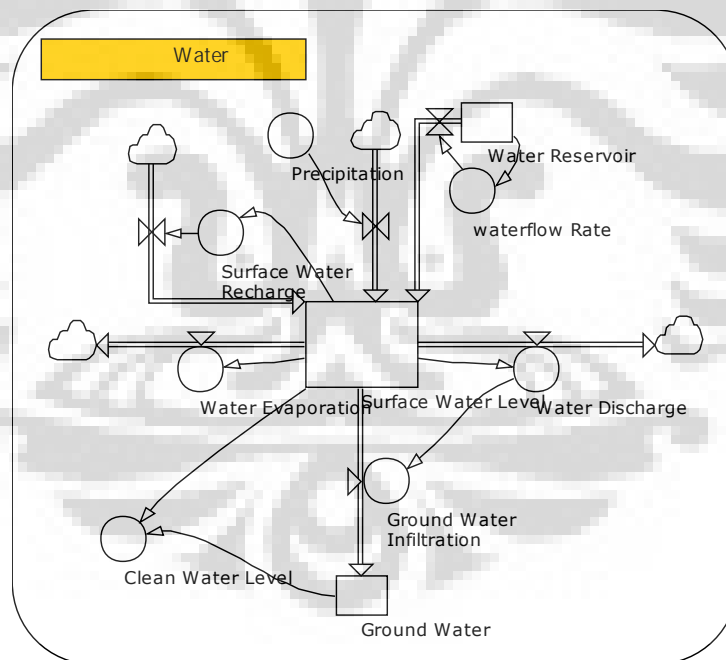 Water
Precipitation
Water Reservoir
waterflow Rate
Surface Water
Recharge
Water Evaporation
Surface Water Level
Water Discharge
Ground Water
Infiltration
Clean Water Level
Ground Water